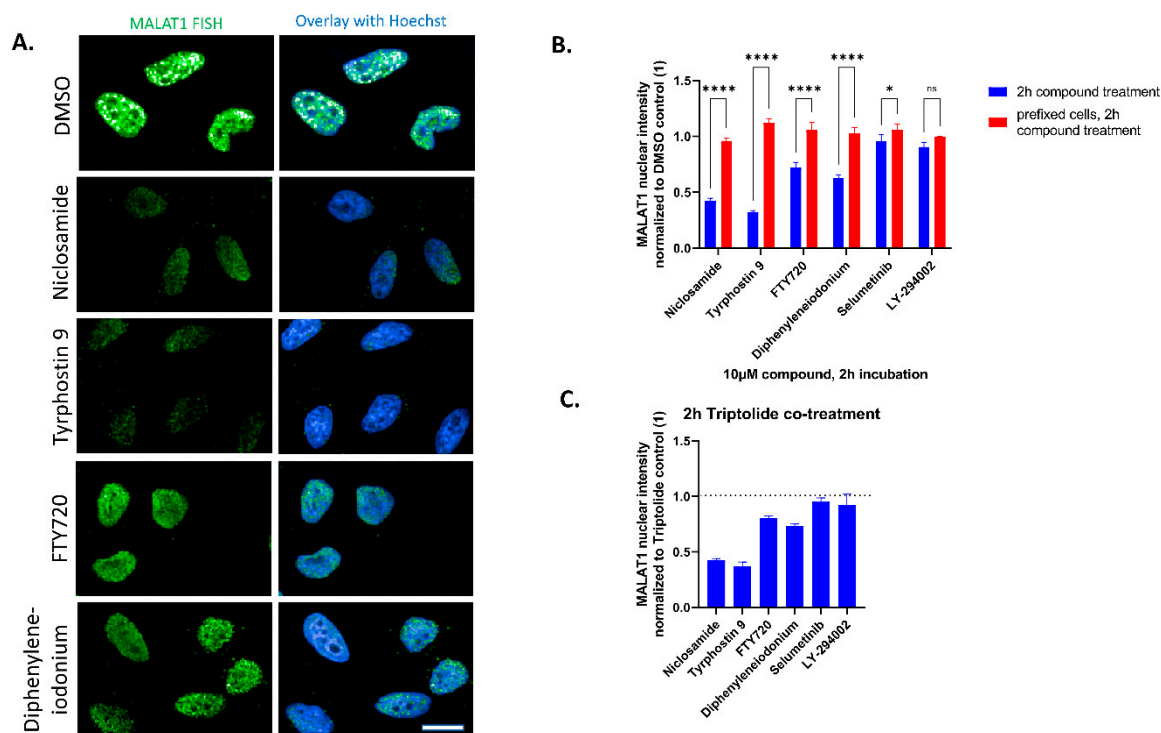 A.
MALAT1 FISH
Overlay with Hoechst
DMSO
Niclosamide
Tyrphostin 9
FTY720
Diphenylene-
iodonium
B.
MALAT1 nuclear intensity
normalized to DMSO control (1)
1.5
1.0
0.5
0.0
****
****
****
****
*
ns
Niclosamide
Tyrphostin 9
FTY720
Diphenyleneiodonium
Selumetinib
LY-294002
10µM compound, 2h incubation
2h compound treatment
prefixed cells, 2h
compound treatment
C.
2h Triptolide co-treatment
MALAT1 nuclear intensity
normalized to Triptolide control (1)
1.5
1.0
0.5
0.0
Niclosamide
Tyrphostin 9
FTY720
Diphenyleneiodonium
Selumetinib
LY-294002